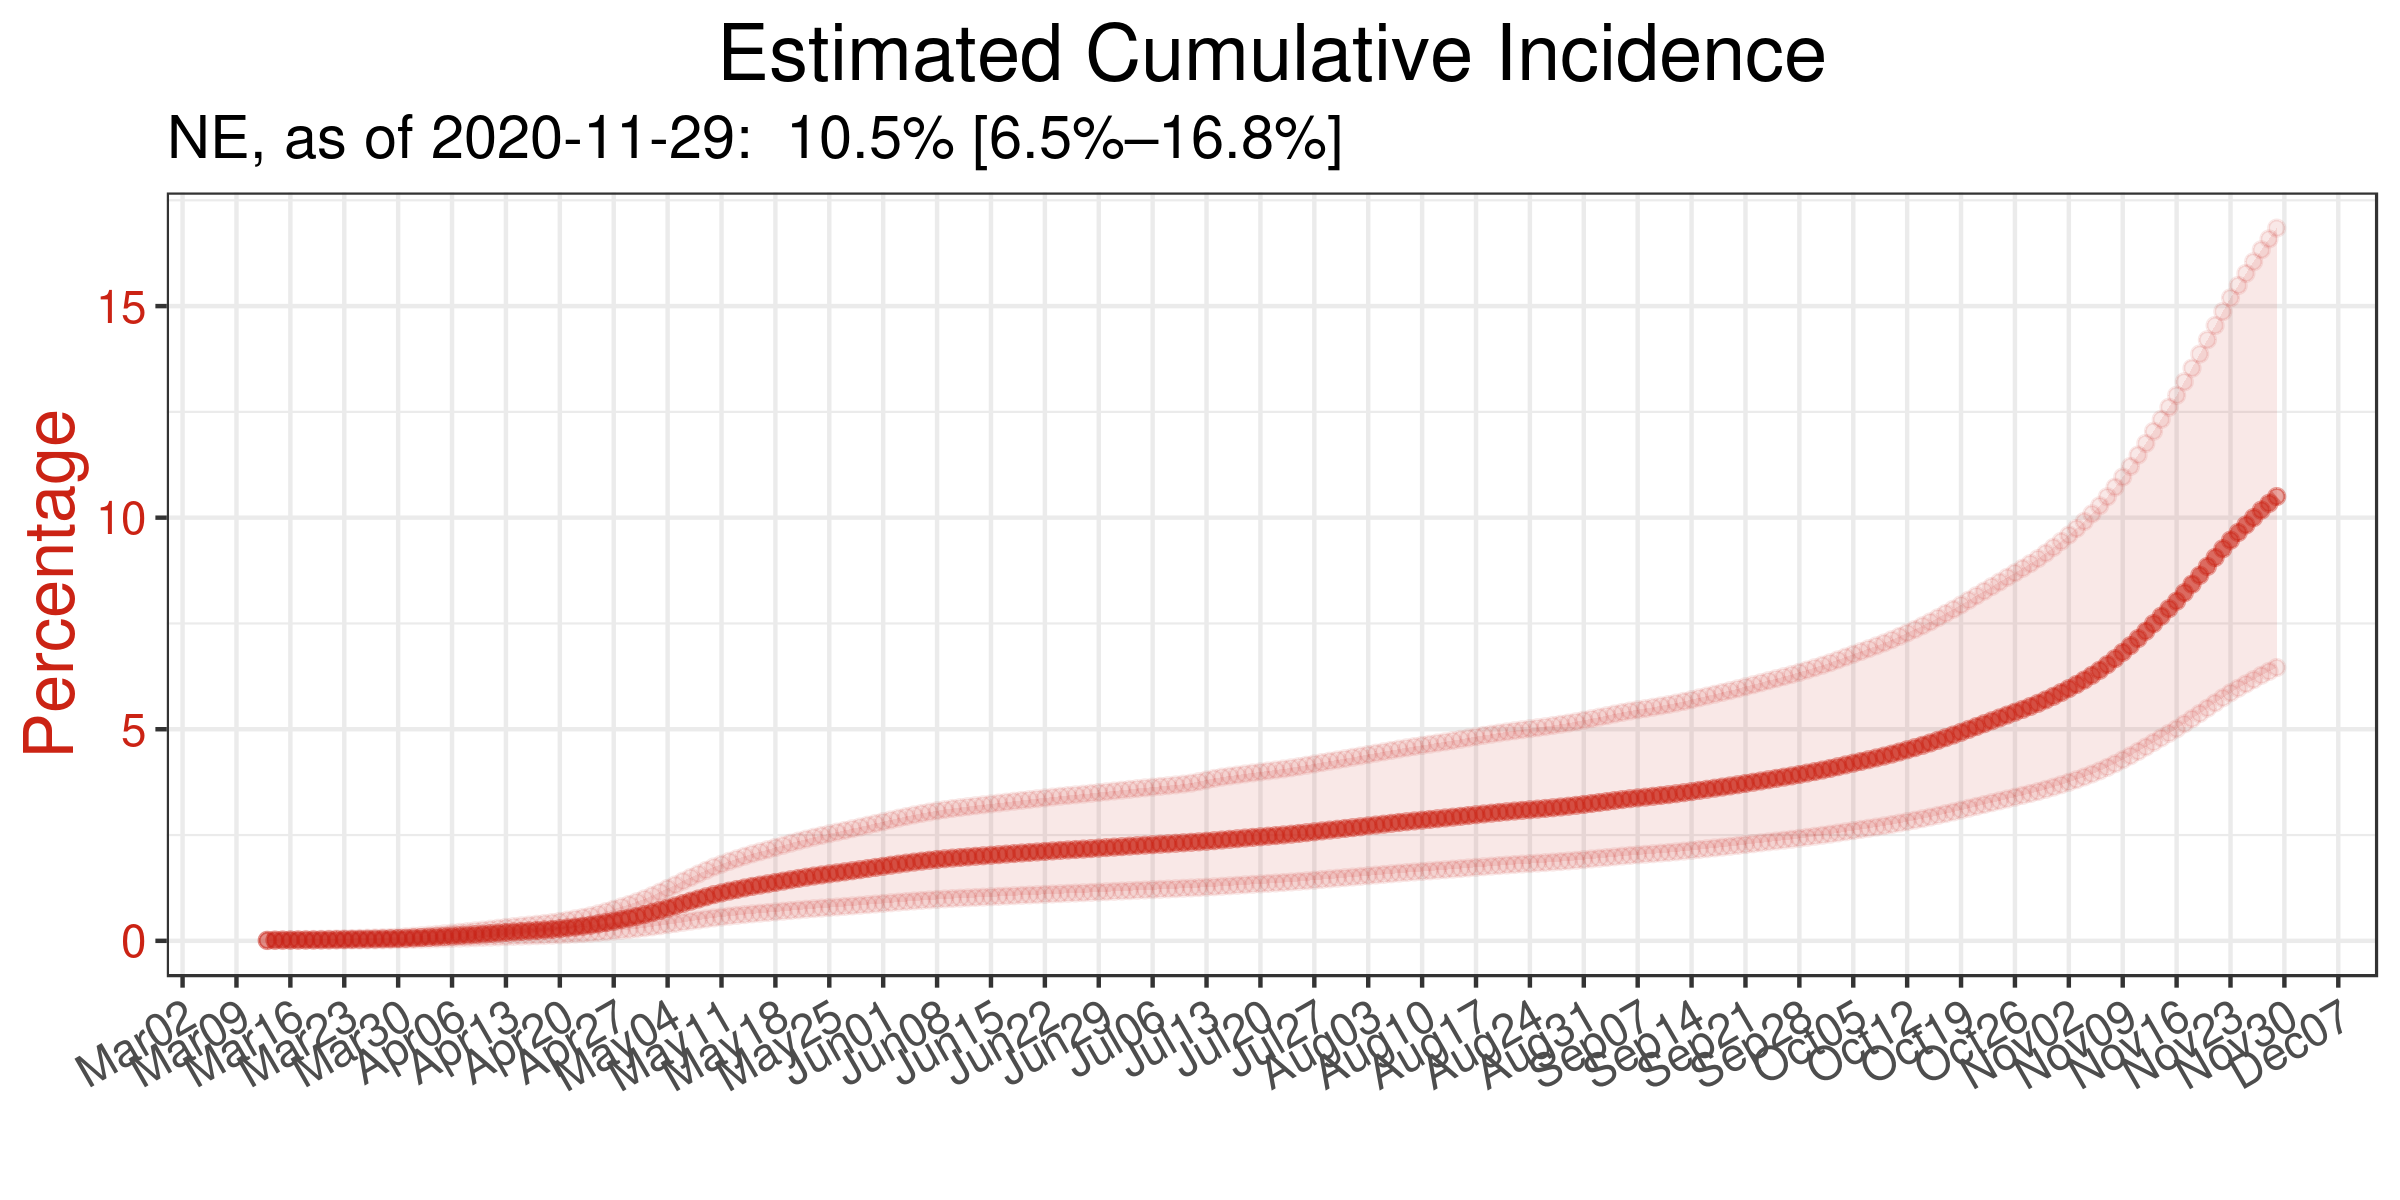 Estimated Cumulative Incidence
NE, as of 2020-11-29:  10.5% [6.5%–16.8%]
Percentage
15
10
5
0
Mar02
Mar09
Mar16
Mar23
Mar30
Apr06
Apr13
Apr20
Apr27
May04
May11
May18
May25
Jun01
Jun08
Jun15
Jun22
Jun29
Jul06
Jul13
Jul20
Jul27
Aug03
Aug10
Aug17
Aug24
Aug31
Sep07
Sep14
Sep21
Sep28
Oct05
Oct12
Oct19
Oct26
Nov02
Nov09
Nov16
Nov23
Nov30
Dec07